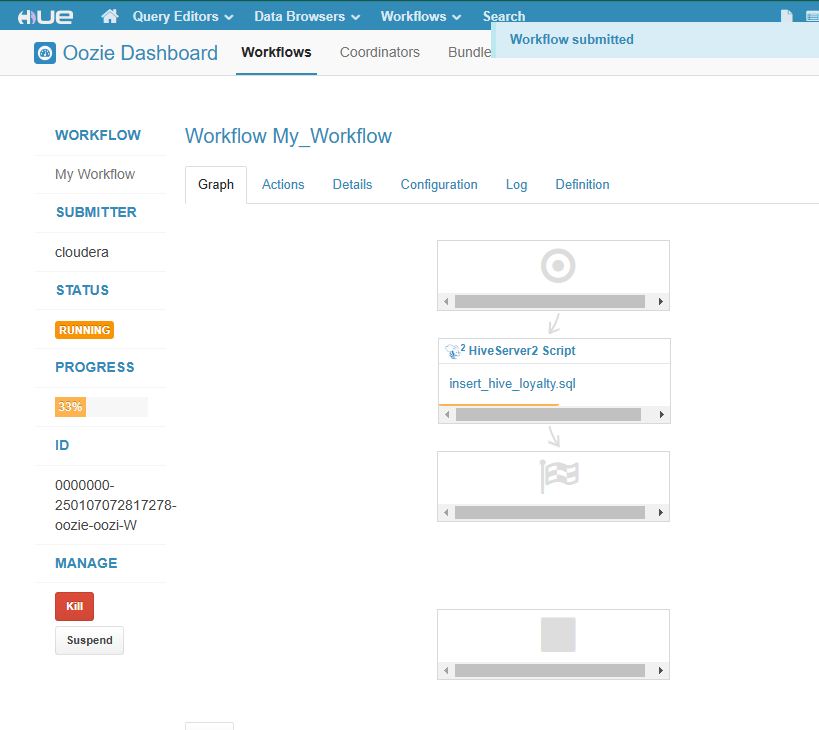 HUE Query Editors Data Browsers Workflows Search
Workflow submitted
Oozie Dashboard Workflows Coordinators Bundle
WORKFLOW
My Workflow
SUBMITTER
cloudera
STATUS
RUNNING
PROGRESS
33%
ID
0000000-
250107072817278-
oozie-oozi-W
MANAGE
Kill
Suspend
Workflow My_Workflow
Graph Actions Details Configuration Log Definition
2 HiveServer2 Script
insert_hive_loyalty.sql